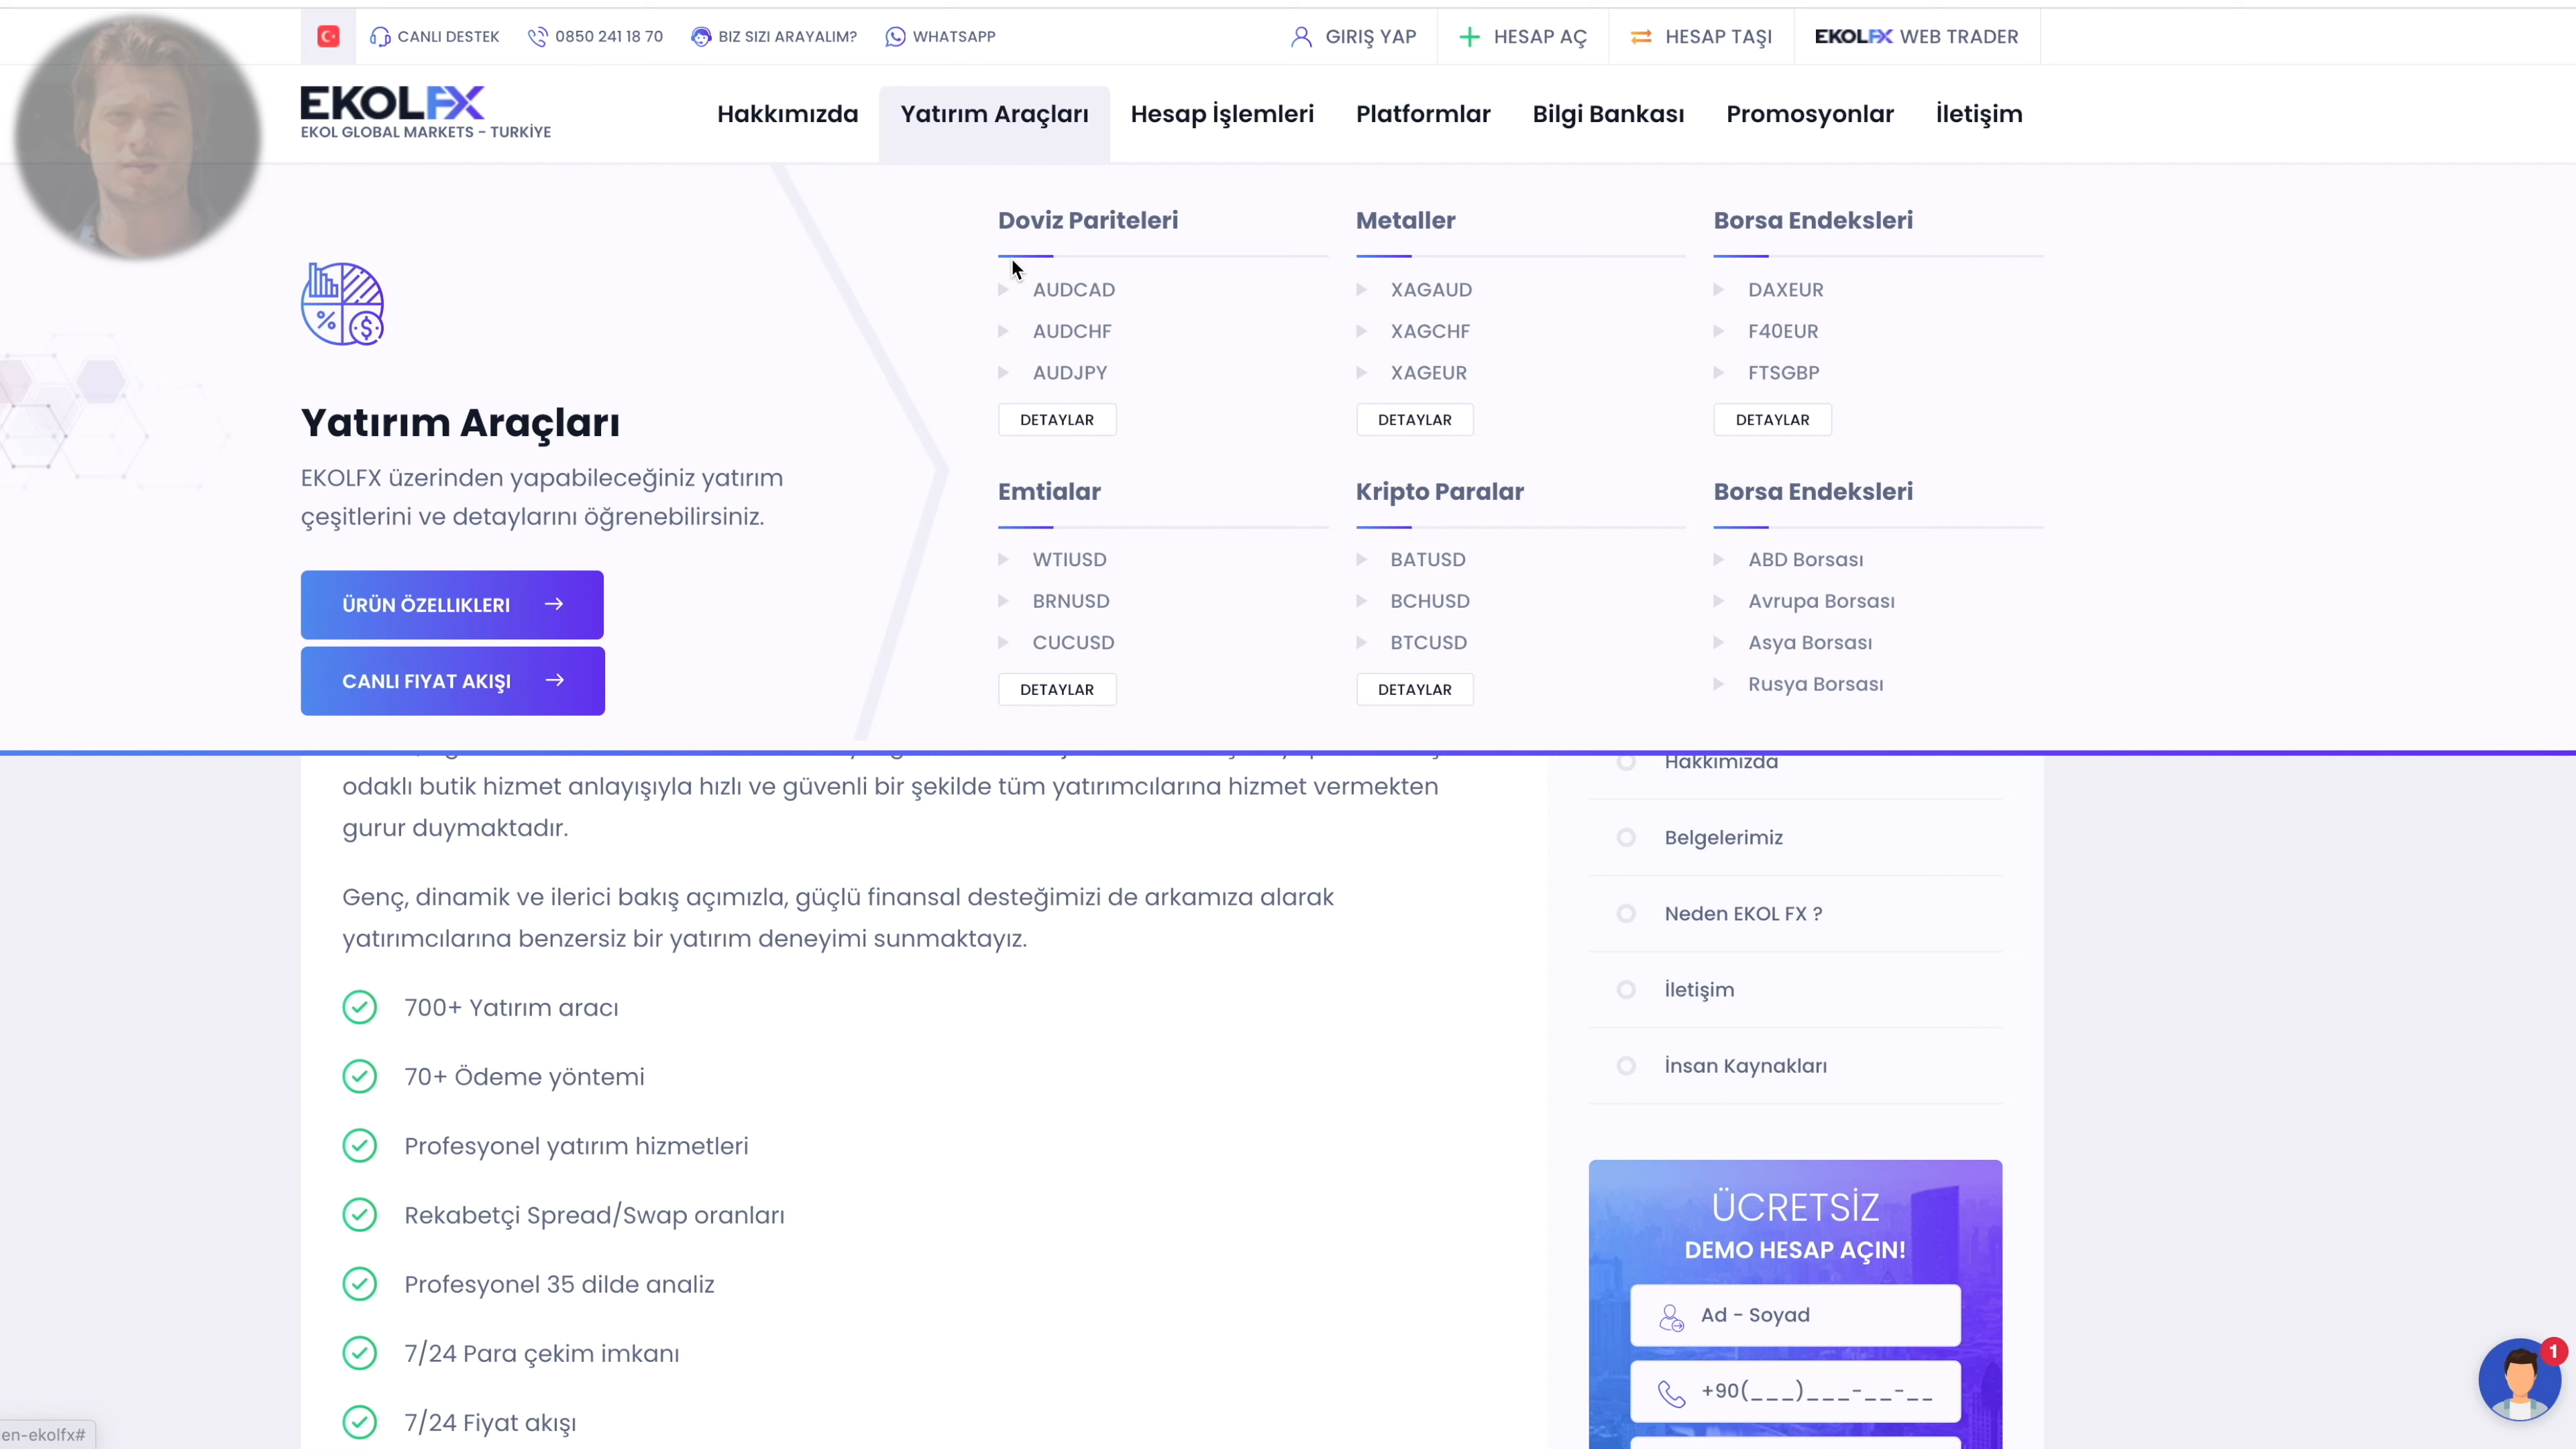 CANLI DESTEK
0850 241 18 70
BIZ SIZI ARAYALIM?
WHATSAPP
GIRIŞ YAP
HESAP AÇ
HESAP TAŞI
EKOLFX WEB TRADER
EKOLFX
EKOL GLOBAL MARKETS - TURKİYE
Hakkımızda
Yatırım Araçları
Hesap İşlemleri
Platformlar
Bilgi Bankası
Promosyonlar
İletişim
Yatırım Araçları
EKOLFX üzerinden yapabileceğiniz yatırım
çeşitlerini ve detaylarını öğrenebilirsiniz.
ÜRÜN ÖZELLIKLERI
CANLI FIYAT AKIŞI
Doviz Pariteleri
AUDCAD
AUDCHF
AUDJPY
DETAYLAR
Metaller
XAGAUD
XAGCHF
XAGEUR
DETAYLAR
Borsa Endeksleri
DAXEUR
F40EUR
FTSGBP
DETAYLAR
Emtialar
WTIUSD
BRNUSD
CUCUSD
DETAYLAR
Kripto Paralar
BATUSD
BCHUSD
BTCUSD
DETAYLAR
Borsa Endeksleri
ABD Borsası
Avrupa Borsası
Asya Borsası
Rusya Borsası
odaklı butik hizmet anlayışıyla hızlı ve güvenli bir şekilde tüm yatırımcılarına hizmet vermekten
gurur duymaktadır.
Genç, dinamik ve ilerici bakış açımızla, güçlü finansal desteğimizi de arkamıza alarak
yatırımcılarına benzersiz bir yatırım deneyimi sunmaktayız.
700+ Yatırım aracı
70+ Ödeme yöntemi
Profesyonel yatırım hizmetleri
Rekabetçi Spread/Swap oranları
Profesyonel 35 dilde analiz
7/24 Para çekim imkanı
7/24 Fiyat akışı
Hakkımızda
Belgelerimiz
Neden EKOL FX ?
İletişim
İnsan Kaynakları
ÜCRETSİZ
DEMO HESAP AÇIN!
Ad - Soyad
+90(___)___-__-__
1
en-ekolfx#